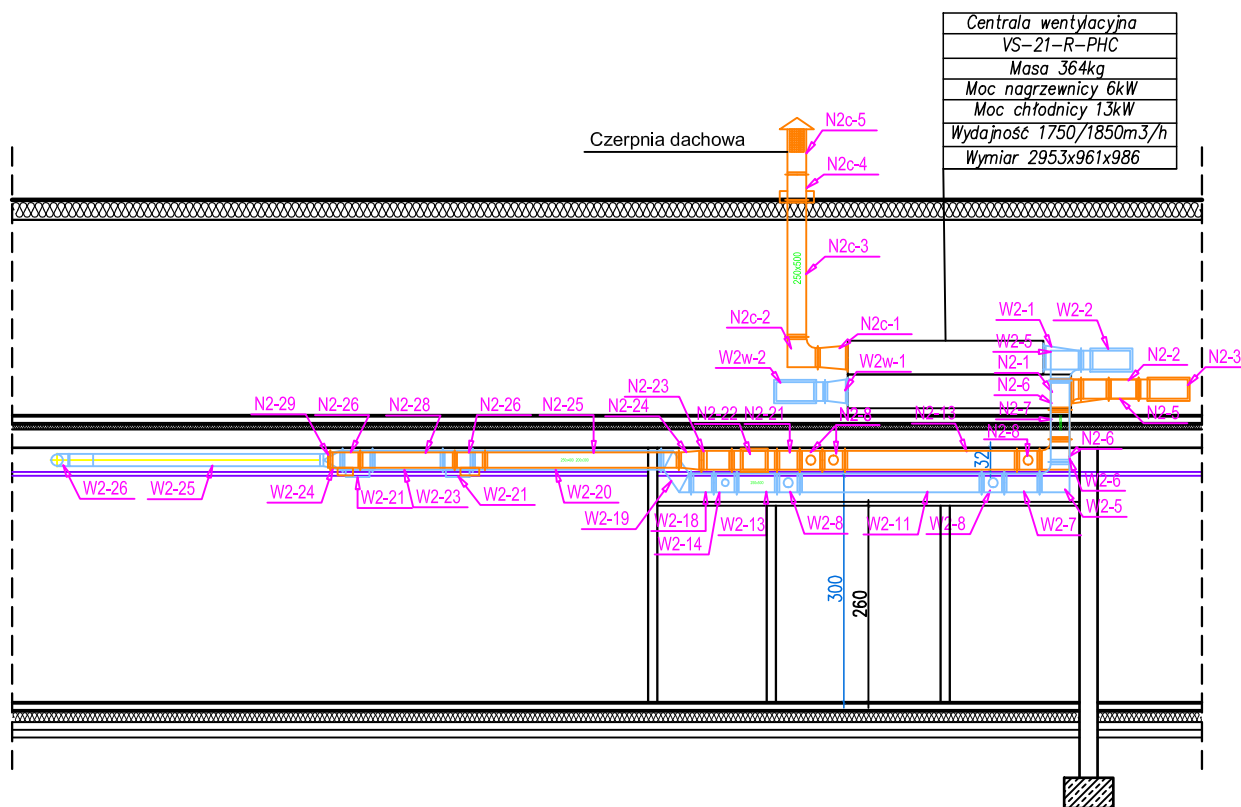 Centrala wentylacyjna
VS-21-R-PHC
Masa 364kg
Moc nagrzewnicy 6kW
Moc chłodnicy 13kW
Wydajność 1750/1850m3/h
Wymiar 2953x961x986
N2c-5
Czerpnia dachowa
N2c-4
N2c-3
250x500
N2c-2
N2c-1
W2-1
W2-2
W2-5
W2w-2
W2w-1
N2-1
N2-2
N2-3
N2-6
N2-5
N2-7
N2-29
N2-26
N2-28
N2-26
N2-25
N2-24
N2-23
N2-22
N2-21
N2-8
N2-13
N2-8
N2-6
32
W2-26
W2-25
W2-24
W2-21
W2-23
W2-21
W2-20
W2-19
W2-18
W2-14
W2-13
W2-8
W2-11
W2-8
W2-7
W2-6
W2-5
300
260